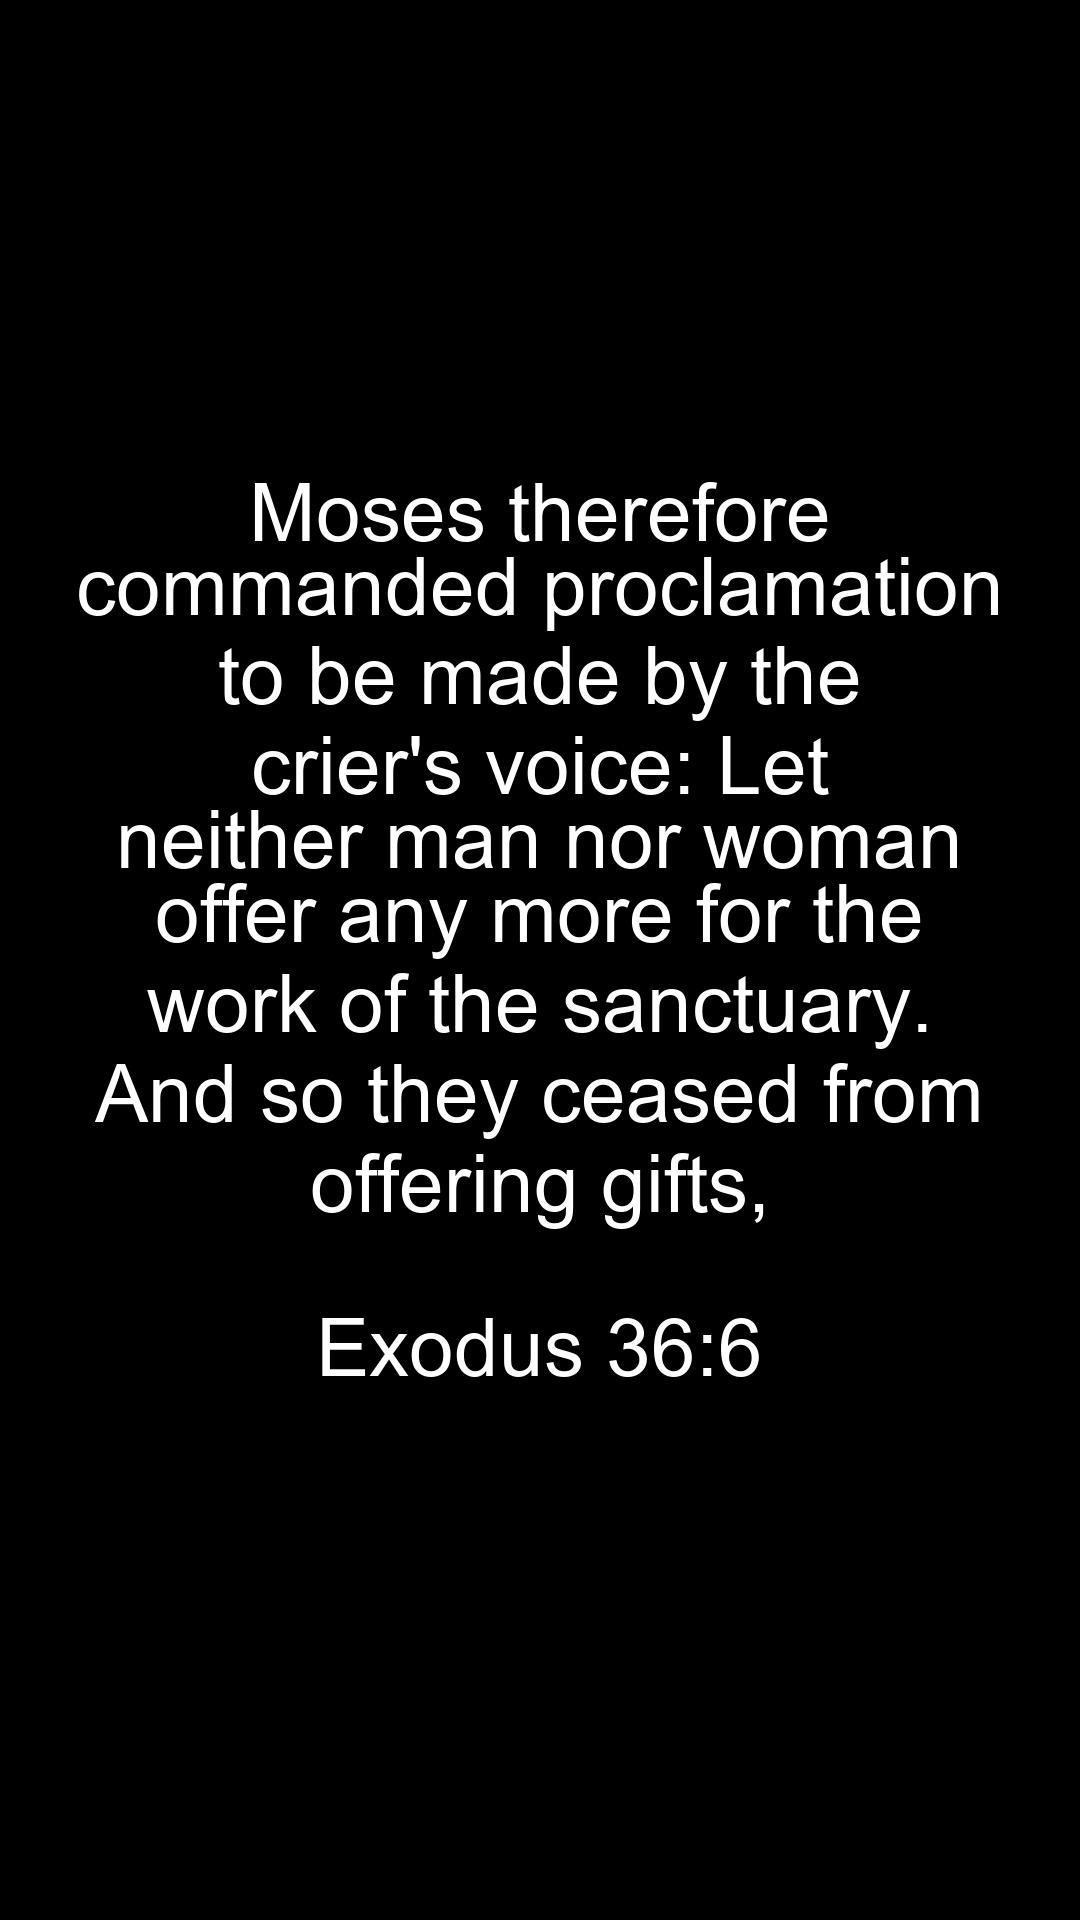 Moses therefore
commanded proclamation
to be made by the
crier's voice: Let
neither man nor woman
offer any more for the
work of the sanctuary.
And so they ceased from
offering gifts,
Exodus 36:6